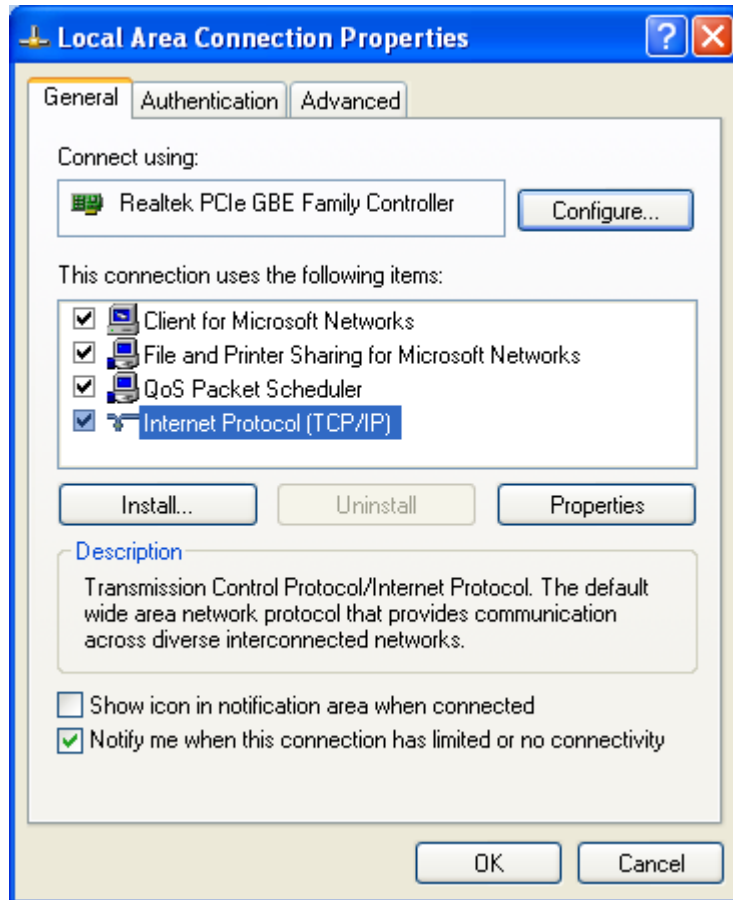 Local Area Connection Properties
General Authentication Advanced
Connect using:
Realtek PCIe GBE Family Controller Configure...
This connection uses the following items:
Client for Microsoft Networks
File and Printer Sharing for Microsoft Networks
QoS Packet Scheduler
Internet Protocol (TCP/IP)
Install... Uninstall Properties
Description
Transmission Control Protocol/Internet Protocol. The default
wide area network protocol that provides communication
across diverse interconnected networks.
Show icon in notification area when connected
Notify me when this connection has limited or no connectivity
OK Cancel